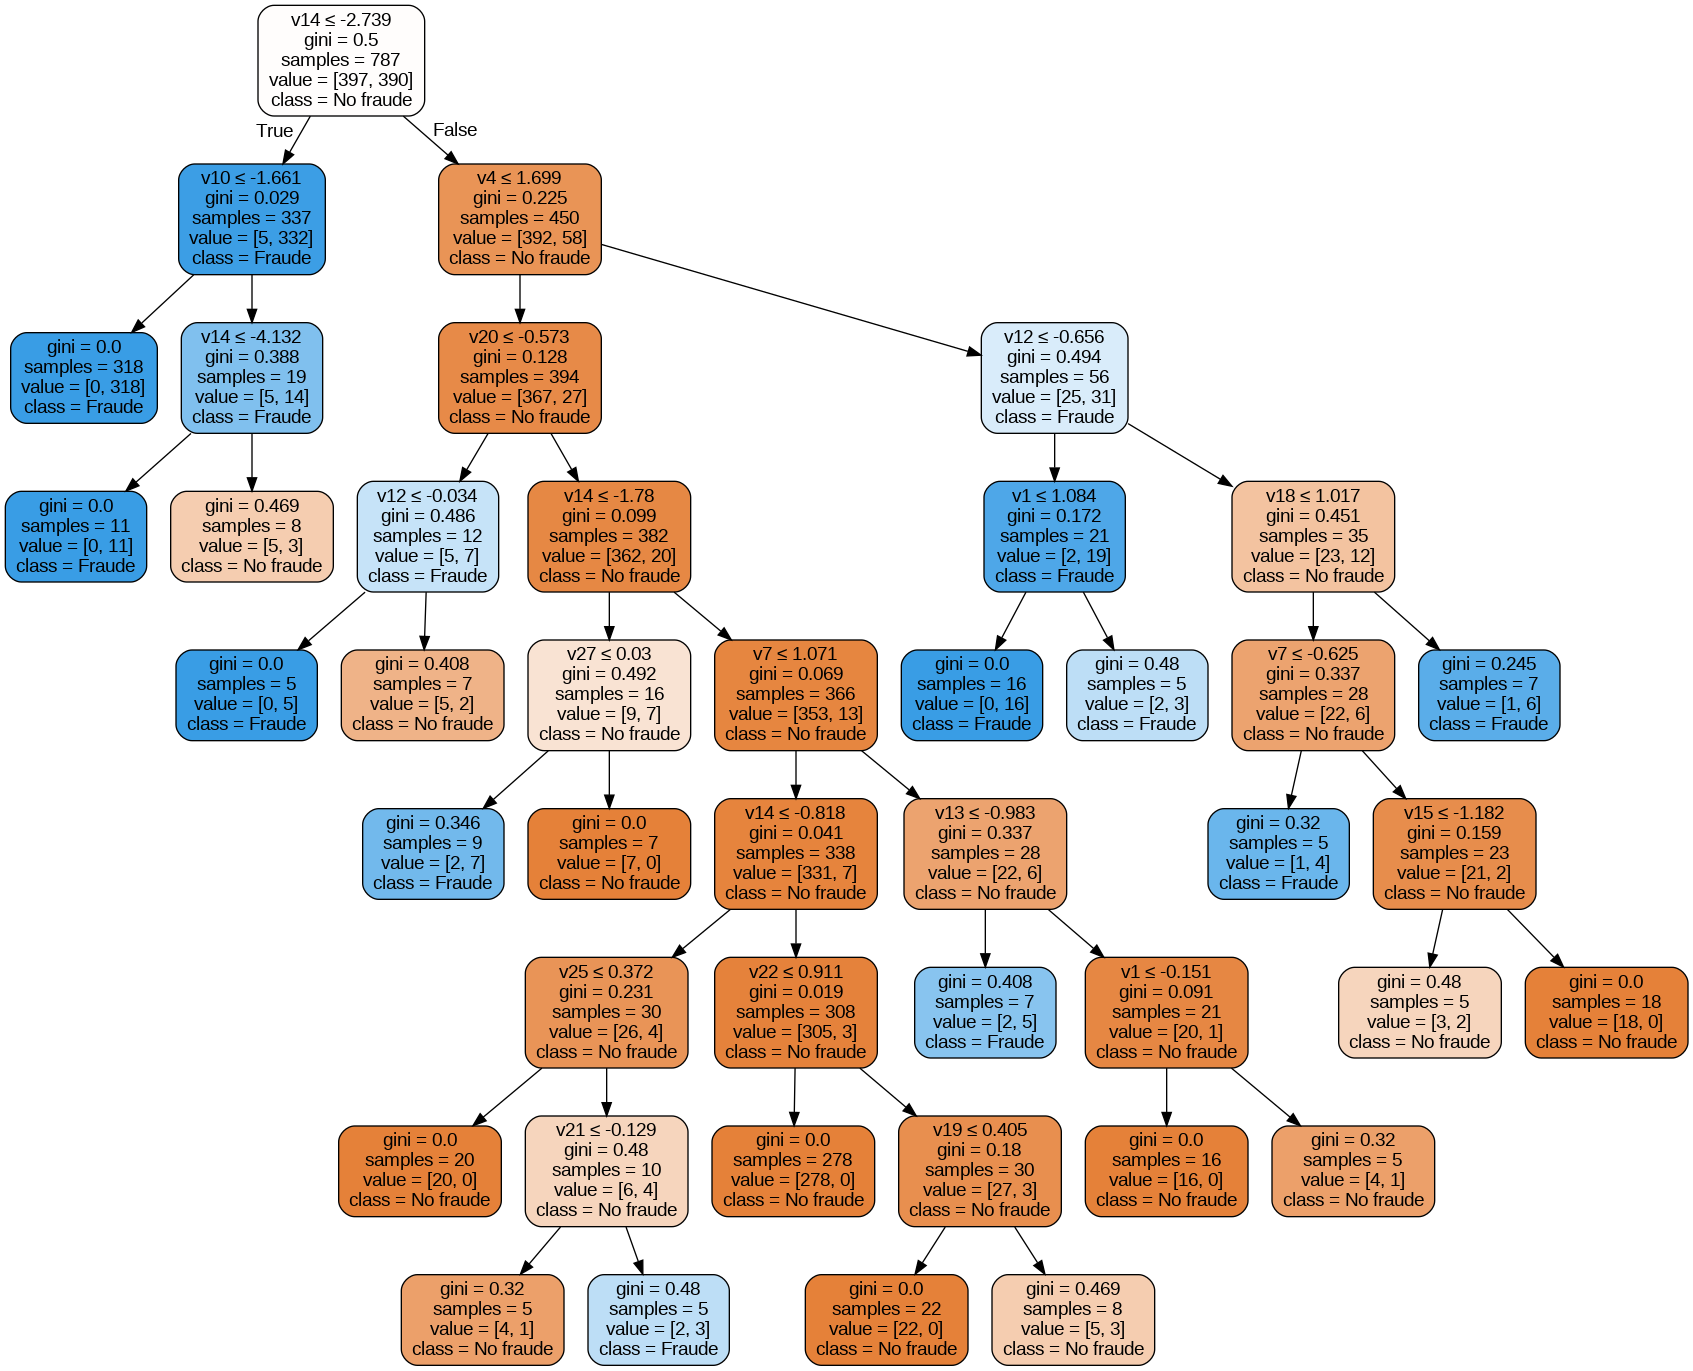 v14 ≤ -2.739
gini = 0.5
samples = 787
value = [397, 390]
class = No fraude
True
False
v10 ≤ -1.661
gini = 0.029
samples = 337
value = [5, 332]
class = Fraude
v4 ≤ 1.699
gini = 0.225
samples = 450
value = [392, 58]
class = No fraude
gini = 0.0
samples = 318
value = [0, 318]
class = Fraude
v14 ≤ -4.132
gini = 0.388
samples = 19
value = [5, 14]
class = Fraude
v20 ≤ -0.573
gini = 0.128
samples = 394
value = [367, 27]
class = No fraude
v12 ≤ -0.656
gini = 0.494
samples = 56
value = [25, 31]
class = Fraude
gini = 0.0
samples = 11
value = [0, 11]
class = Fraude
gini = 0.469
samples = 8
value = [5, 3]
class = No fraude
v12 ≤ -0.034
gini = 0.486
samples = 12
value = [5, 7]
class = Fraude
v14 ≤ -1.78
gini = 0.099
samples = 382
value = [362, 20]
class = No fraude
v1 ≤ 1.084
gini = 0.172
samples = 21
value = [2, 19]
class = Fraude
v18 ≤ 1.017
gini = 0.451
samples = 35
value = [23, 12]
class = No fraude
gini = 0.0
samples = 5
value = [0, 5]
class = Fraude
gini = 0.408
samples = 7
value = [5, 2]
class = No fraude
v27 ≤ 0.03
gini = 0.492
samples = 16
value = [9, 7]
class = No fraude
v7 ≤ 1.071
gini = 0.069
samples = 366
value = [353, 13]
class = No fraude
gini = 0.0
samples = 16
value = [0, 16]
class = Fraude
gini = 0.48
samples = 5
value = [2, 3]
class = Fraude
v7 ≤ -0.625
gini = 0.337
samples = 28
value = [22, 6]
class = No fraude
gini = 0.245
samples = 7
value = [1, 6]
class = Fraude
gini = 0.346
samples = 9
value = [2, 7]
class = Fraude
gini = 0.0
samples = 7
value = [7, 0]
class = No fraude
v14 ≤ -0.818
gini = 0.041
samples = 338
value = [331, 7]
class = No fraude
v13 ≤ -0.983
gini = 0.337
samples = 28
value = [22, 6]
class = No fraude
gini = 0.32
samples = 5
value = [1, 4]
class = Fraude
v15 ≤ -1.182
gini = 0.159
samples = 23
value = [21, 2]
class = No fraude
v25 ≤ 0.372
gini = 0.231
samples = 30
value = [26, 4]
class = No fraude
v22 ≤ 0.911
gini = 0.019
samples = 308
value = [305, 3]
class = No fraude
gini = 0.408
samples = 7
value = [2, 5]
class = Fraude
v1 ≤ -0.151
gini = 0.091
samples = 21
value = [20, 1]
class = No fraude
gini = 0.48
samples = 5
value = [3, 2]
class = No fraude
gini = 0.0
samples = 18
value = [18, 0]
class = No fraude
gini = 0.0
samples = 20
value = [20, 0]
class = No fraude
v21 ≤ -0.129
gini = 0.48
samples = 10
value = [6, 4]
class = No fraude
gini = 0.0
samples = 278
value = [278, 0]
class = No fraude
v19 ≤ 0.405
gini = 0.18
samples = 30
value = [27, 3]
class = No fraude
gini = 0.0
samples = 16
value = [16, 0]
class = No fraude
gini = 0.32
samples = 5
value = [4, 1]
class = No fraude
gini = 0.32
samples = 5
value = [4, 1]
class = No fraude
gini = 0.48
samples = 5
value = [2, 3]
class = Fraude
gini = 0.0
samples = 22
value = [22, 0]
class = No fraude
gini = 0.469
samples = 8
value = [5, 3]
class = No fraude